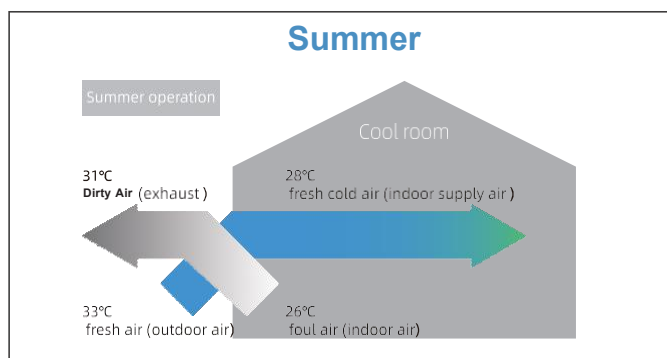 Summer
Summer operation
Cool room
31℃
Dirty Air (exhaust )
28℃
fresh cold air (indoor supply air )
33℃
fresh air (outdoor air)
26℃
foul air (indoor air)